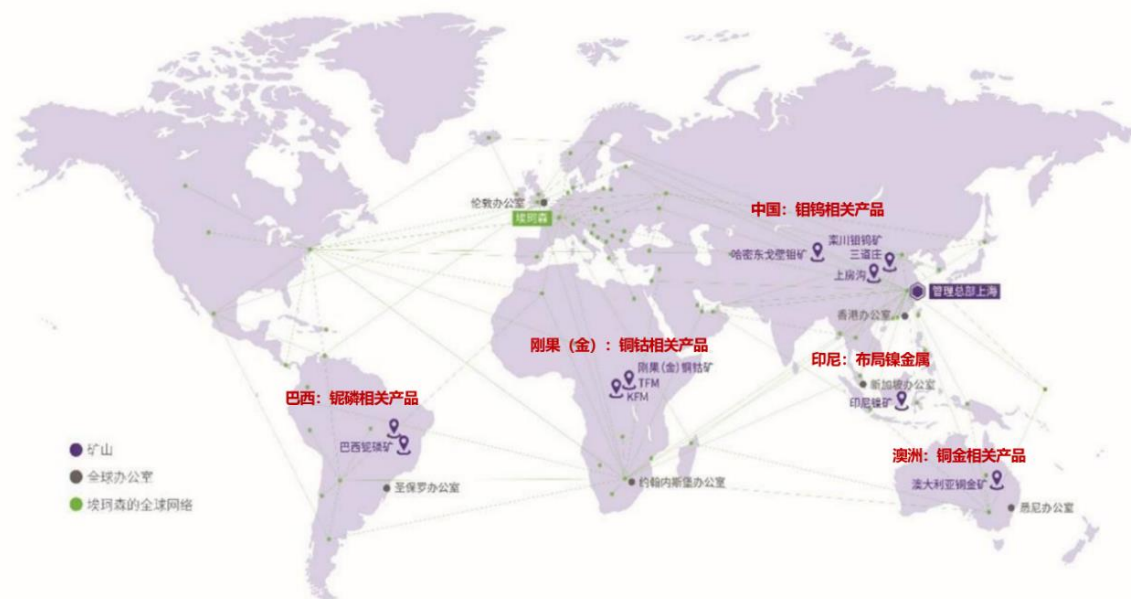 伦敦办公室
埃珂森
中国：钼钨相关产品
栾川钼钨矿
哈密东戈壁钼矿
三道庄
上房沟
管理总部上海
香港办公室
刚果（金）：铜钴相关产品
刚果(金)铜钴矿
TFM
KFM
印尼：布局镍金属
新加坡办公室
印尼镍矿
巴西：铌磷相关产品
巴西铌磷矿
澳洲：铜金相关产品
澳大利亚铜金矿
圣保罗办公室
约翰内斯堡办公室
悉尼办公室
矿山
全球办公室
埃珂森的全球网络